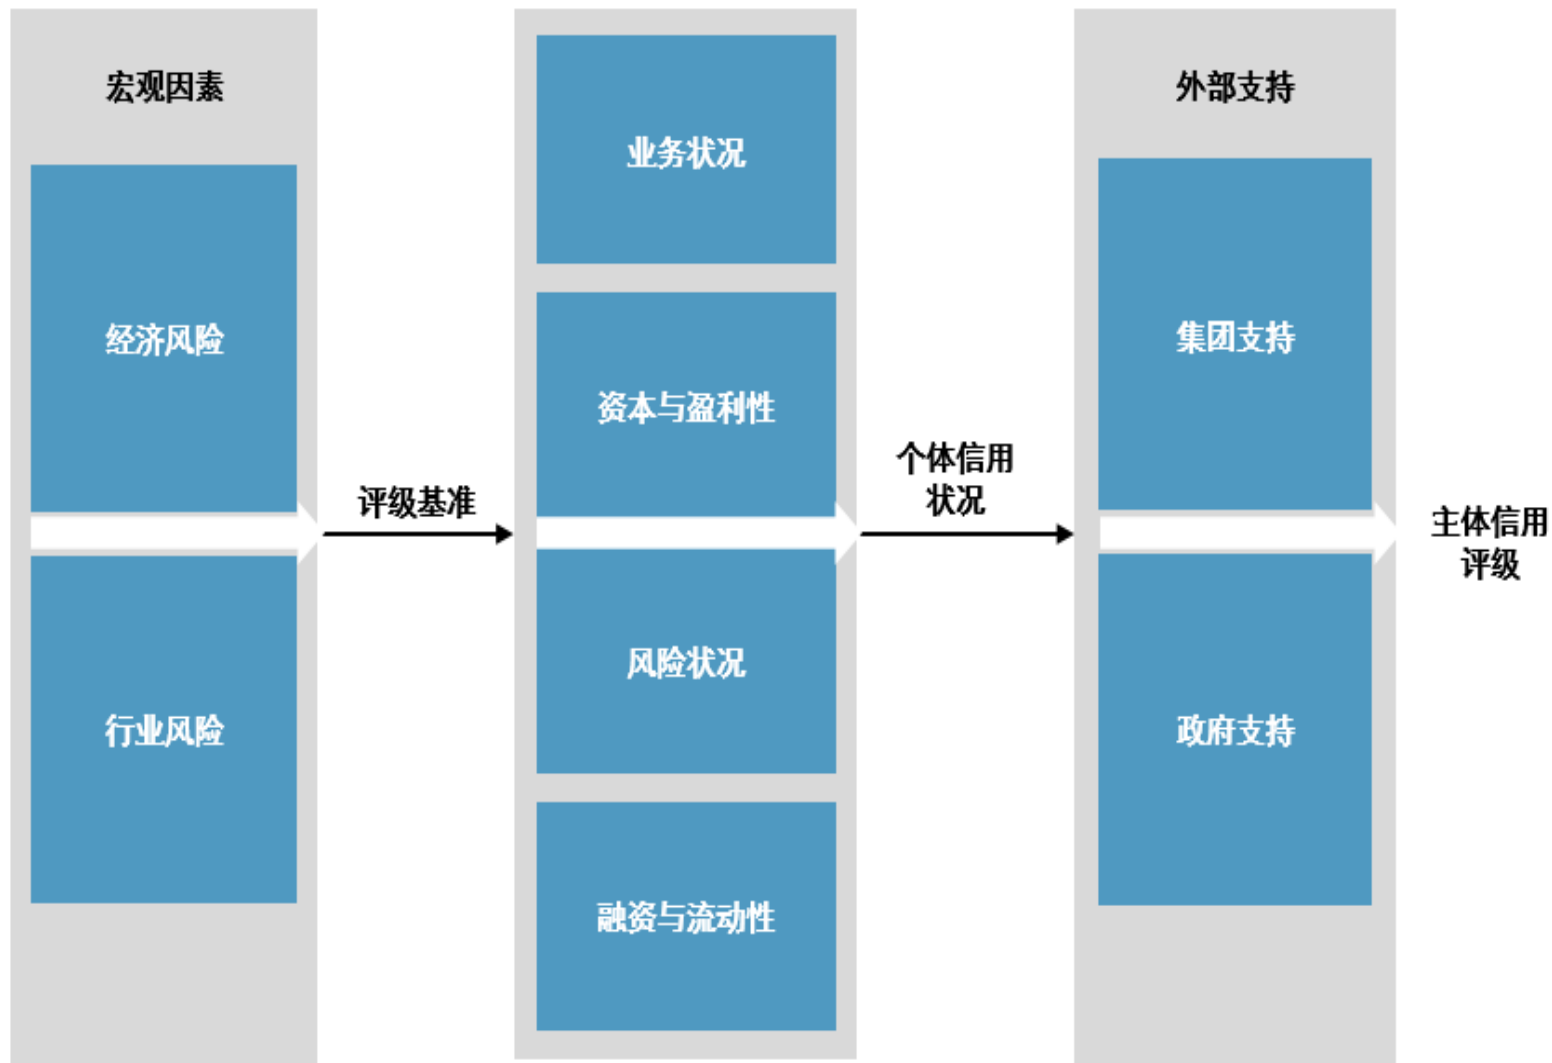 宏观因素
经济风险
行业风险
评级基准
业务状况
资本与盈利性
风险状况
融资与流动性
个体信用
状况
外部支持
集团支持
政府支持
主体信用
评级